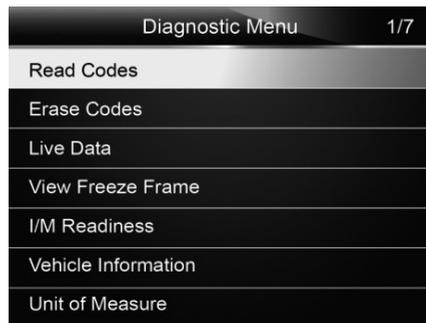 Diagnostic Menu 1/7
Read Codes
Erase Codes
Live Data
View Freeze Frame
I/M Readiness
Vehicle Information
Unit of Measure